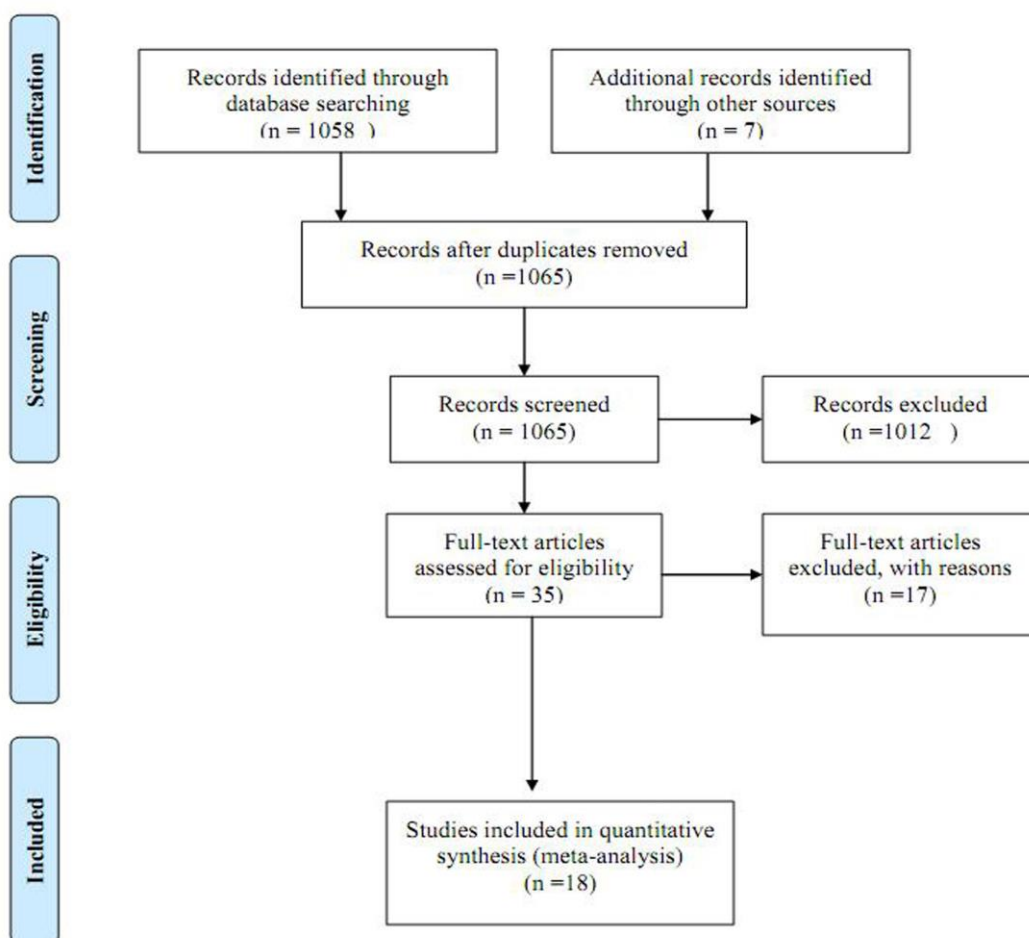 Identification
Records identified through
database searching
(n = 1058   )
Additional records identified
through other sources
(n = 7)
Records after duplicates removed
(n =1065)
Screening
Records screened
(n = 1065)
Records excluded
(n =1012   )
Eligibility
Full-text articles
assessed for eligibility
(n = 35)
Full-text articles
excluded, with reasons
(n =17)
Included
Studies included in quantitative
synthesis (meta-analysis)
(n =18)